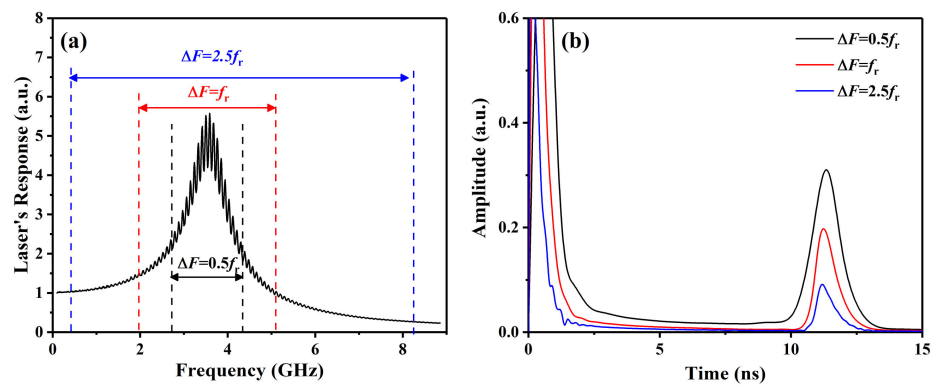 (a)
ΔF=2.5fr
ΔF=fr
ΔF=0.5fr
Laser's Response (a.u.)
8
7
6
5
4
3
2
1
0
0 2 4 6 8
Frequency (GHz)
(b)
ΔF=0.5fr
ΔF=fr
ΔF=2.5fr
Amplitude (a.u.)
0.6
0.4
0.2
0.0
0 5 10 15
Time (ns)